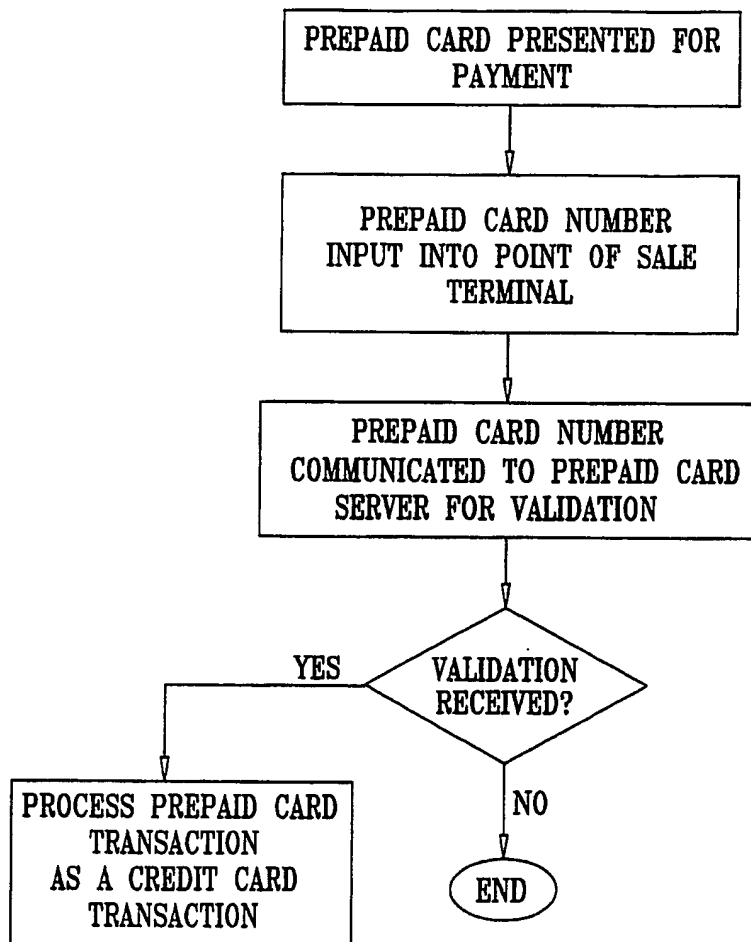 PREPAID CARD PRESENTED FOR
PAYMENT
PREPAID CARD NUMBER
INPUT INTO POINT OF SALE
TERMINAL
PREPAID CARD NUMBER
COMMUNICATED TO PREPAID CARD
SERVER FOR VALIDATION
VALIDATION
RECEIVED?
YES
NO
PROCESS PREPAID CARD
TRANSACTION
AS A CREDIT CARD
TRANSACTION
END